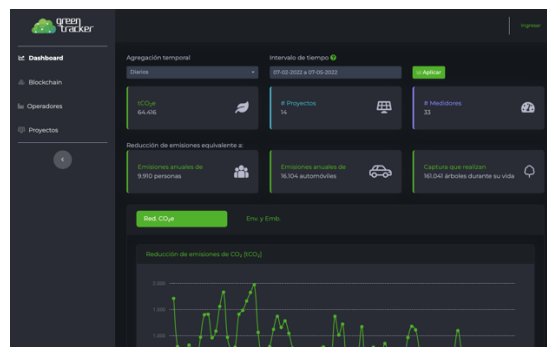 green
tracker
Ingresar
Dashboard
Blockchain
Operadores
Proyectos
Agregación temporal
Intervalo de tiempo
Diarios
07-02-2022 a 07-05-2022
Aplicar
tCO₂e
64.416
# Proyectos
14
# Medidores
33
Reducción de emisiones equivalente a:
Emisiones anuales de
9.910 personas
Emisiones anuales de
16.104 automóviles
Captura que realizan
161.041 árboles durante su vida
Red. CO₂e
Env. y Emb.
Reducción de emisiones de CO₂ [tCO₂]
2.000
1.500
1.000